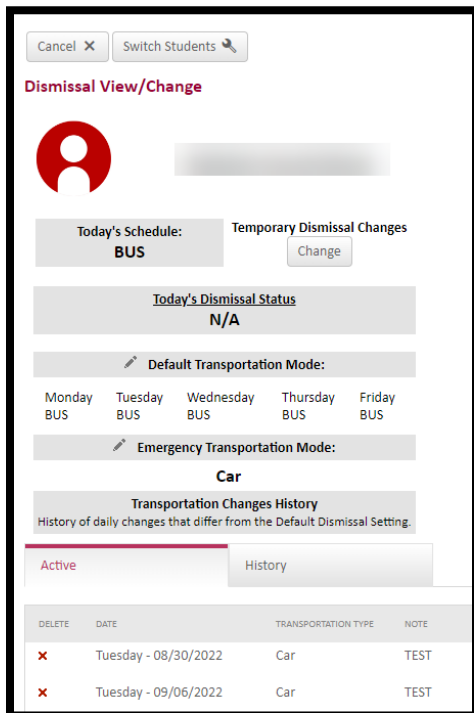 Cancel X Switch Students
Dismissal View/Change
Today's Schedule:
BUS
Temporary Dismissal Changes
Change
Today's Dismissal Status
N/A
Default Transportation Mode:
Monday Tuesday Wednesday Thursday Friday
BUS BUS BUS BUS BUS
Emergency Transportation Mode:
Car
Transportation Changes History
History of daily changes that differ from the Default Dismissal Setting.
Active History
DELETE DATE TRANSPORTATION TYPE NOTE
Tuesday - 08/30/2022 Car TEST
Tuesday - 09/06/2022 Car TEST